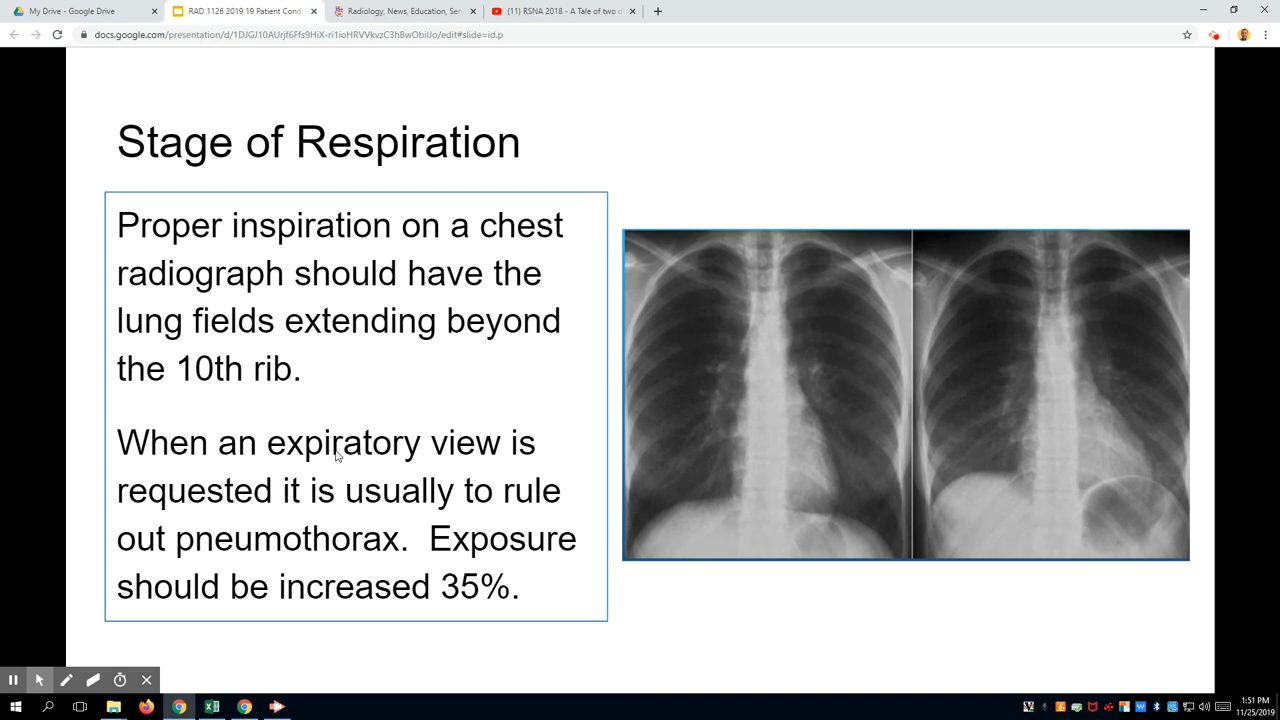 My Drive - Google Drive
RAD 1126 2019 19 Patient Condi
Radiology, News, Education, Ser
(11) RSNA 2018 - A Tale of two d
docs.google.com/presentation/d/1DJGJ10AUrjf6Ffs9HiX-ri1ioHRVVkvzC3hBwObiIJo/edit#slide=id.p
Stage of Respiration
Proper inspiration on a chest
radiograph should have the
lung fields extending beyond
the 10th rib.
When an expiratory view is
requested it is usually to rule
out pneumothorax.  Exposure
should be increased 35%.
1:51 PM
11/25/2019